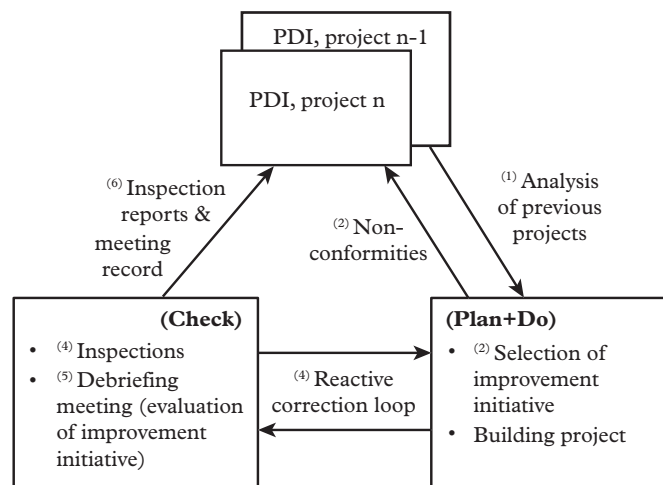 PDI, project n-1
PDI, project n
(6) Inspection
reports &
meeting
record
(2) Non-
conformities
(1) Analysis
of previous
projects
(Check)
• (4) Inspections
• (5) Debriefing
meeting (evaluation
of improvement
initiative)
(4) Reactive
correction loop
(Plan+Do)
• (2) Selection of
improvement
initiative
• Building project